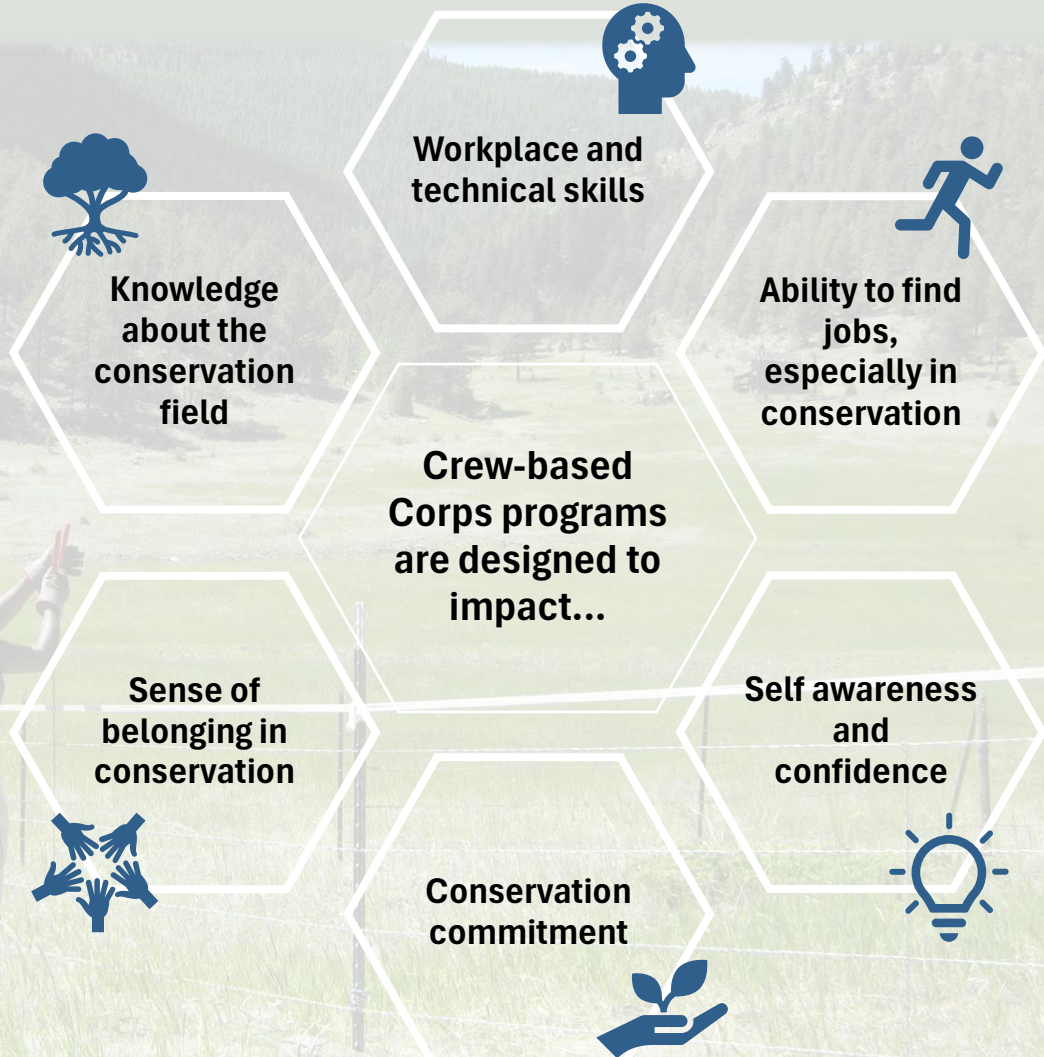 Workplace and
technical skills
Knowledge
about the
conservation
field
Ability to find
jobs,
especially in
conservation
Crew-based
Corps programs
are designed to
impact...
Sense of
belonging in
conservation
Self awareness
and
confidence
Conservation
commitment